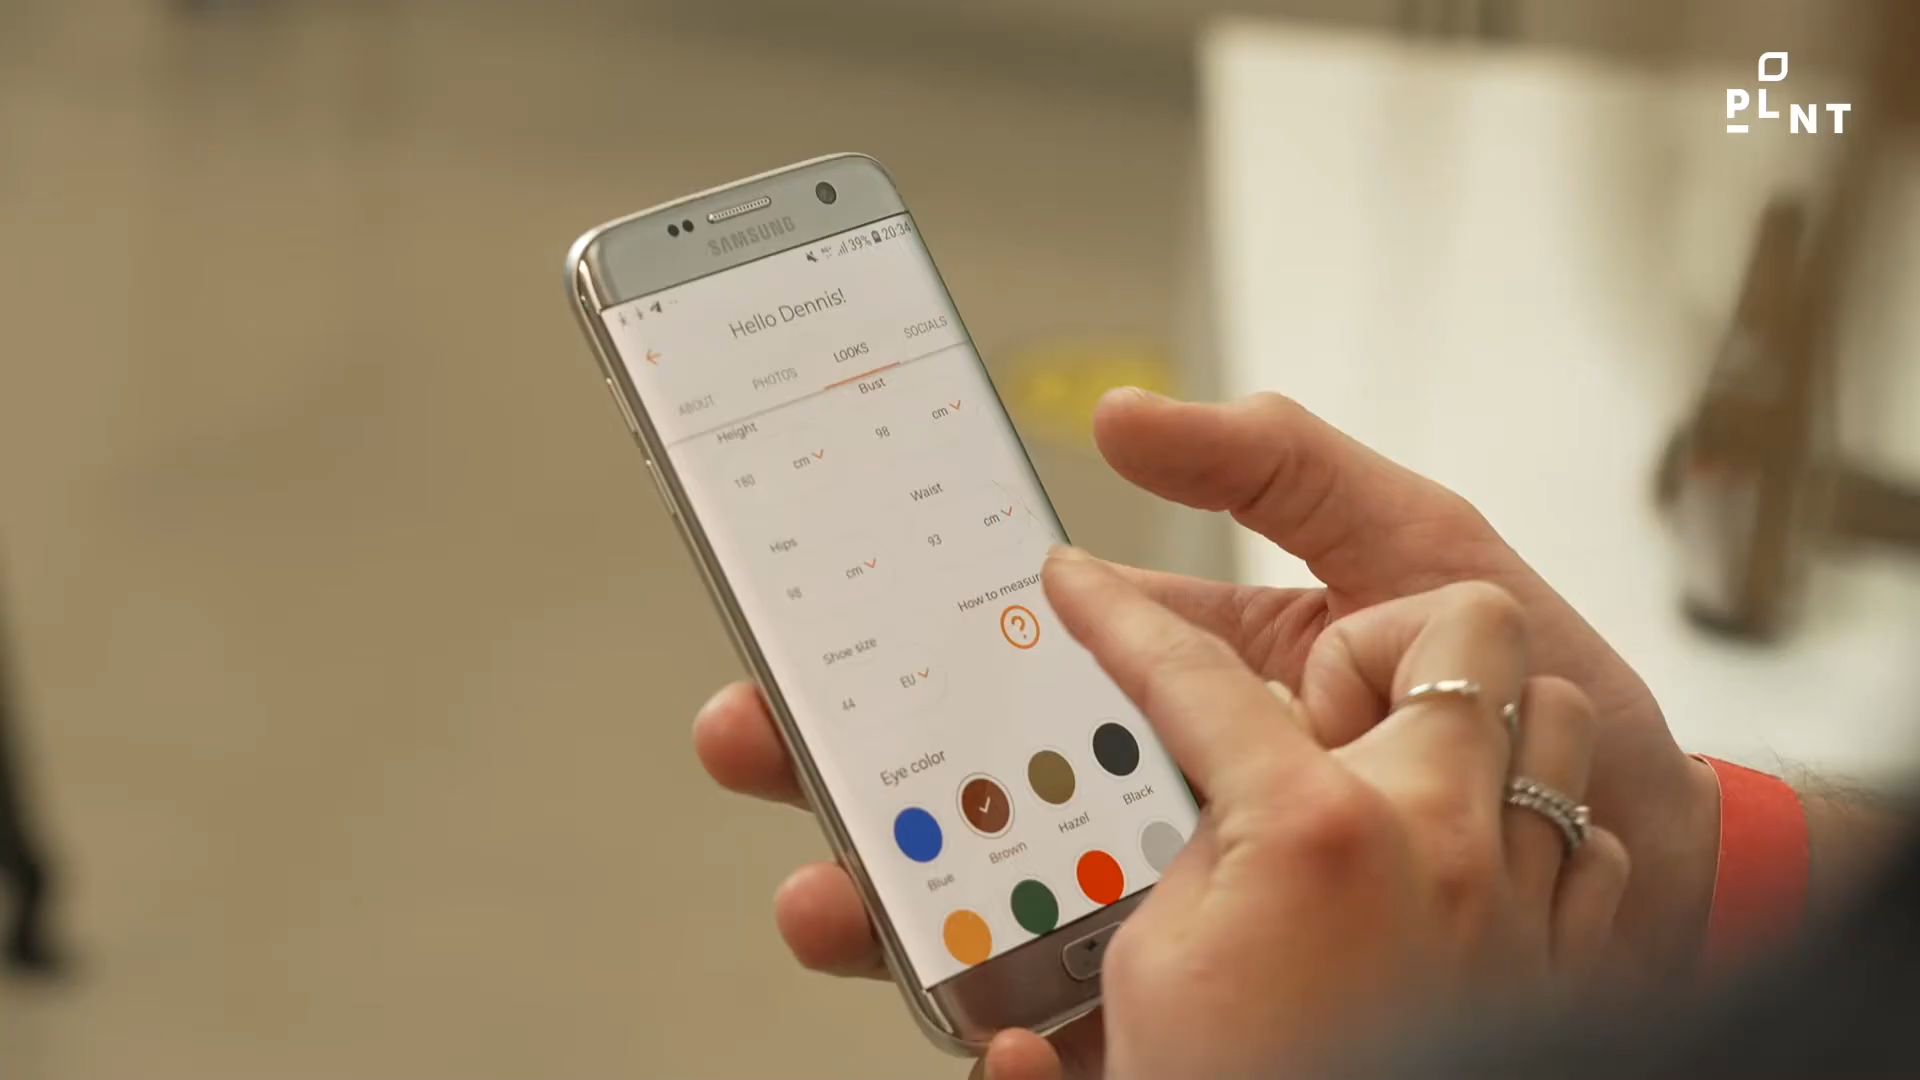 PLNT
SAMSUNG
39% 20:34
Hello Dennis!
ABOUT PHOTOS LOOKS SOCIALS
Height Bust
180 cm 98 cm
Hips Waist
98 cm 93 cm
Shoe size How to measure
44 EU ?
Eye color
Blue Brown Hazel Black